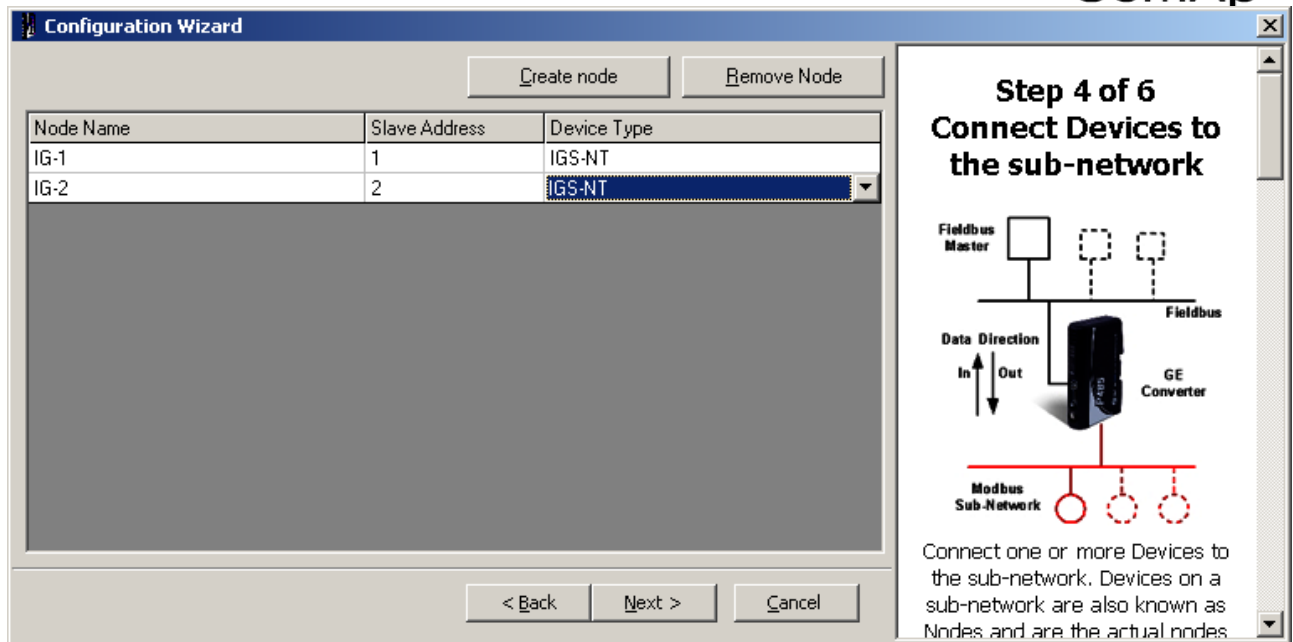 Configuration Wizard
Create node
Remove Node
Node Name
Slave Address
Device Type
IG-1
1
IGS-NT
IG-2
2
IGS-NT
< Back
Next >
Cancel
Step 4 of 6
Connect Devices to
the sub-network
Fieldbus
Master
Fieldbus
Data Direction
In
Out
GE
Converter
Modbus
Sub-Network
Connect one or more Devices to
the sub-network. Devices on a
sub-network are also known as
Nodes and are the actual nodes